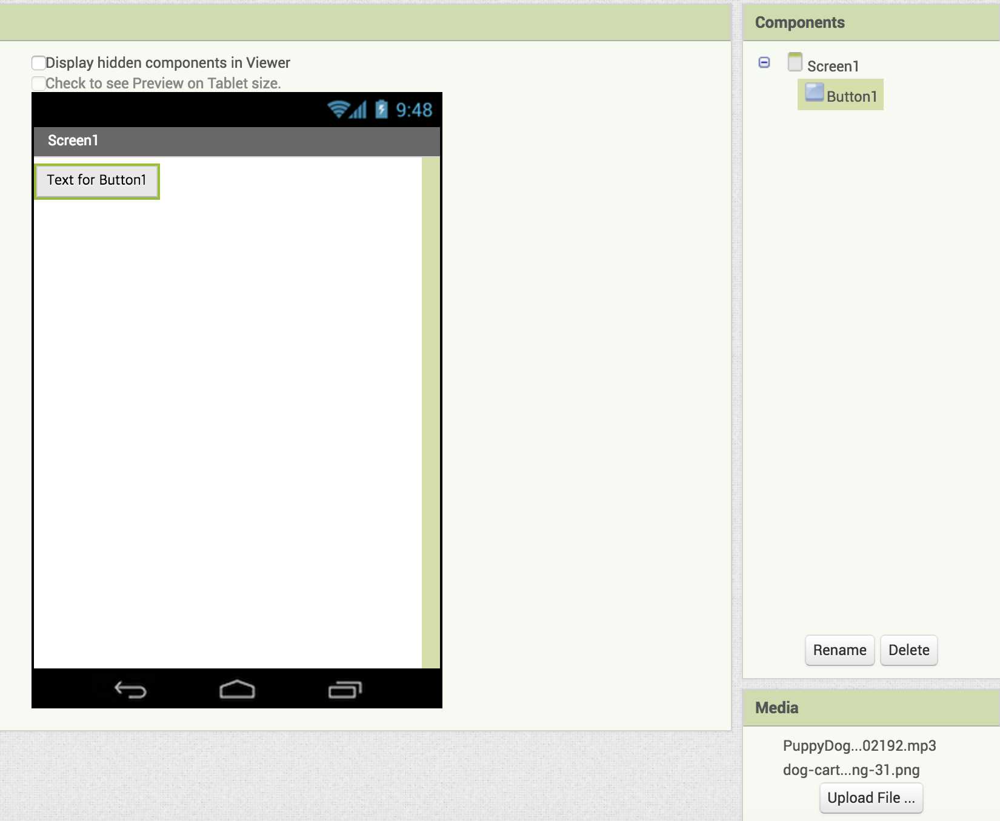 Display hidden components in Viewer
Check to see Preview on Tablet size.
9:48
Screen1
Text for Button1
Components
Screen1
Button1
Rename
Delete
Media
PuppyDog...02192.mp3
dog-cart...ng-31.png
Upload File ...